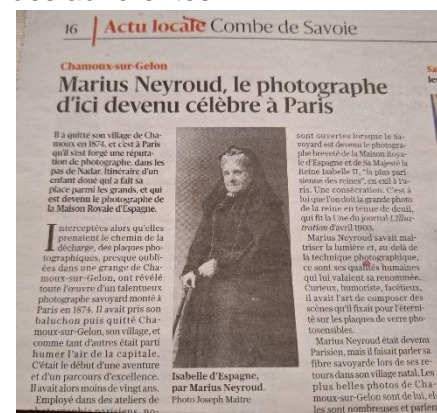 16 Actu locale Combe de Savoie
Chamoux-sur-Gelon
Marius Neyroud, le photographe
d'ici devenu célèbre à Paris
Il a quitté son village de Cha-
moux en 1874, et c'est à Paris
qu'il s'est forgé une réputa-
tion de photographe, dans les
pas de Nadar. Itinéraire d'un
enfant doué qui a fait sa
place parmi les grands, et qui
est devenu le photographe de
la Maison Royale d'Espagne.
Interceptées alors qu'elles
prenaient le chemin de la
décharge, des plaques pho-
tographiques, presque oubli-
ées dans une grange de Cha-
moux-sur-Gelon, ont révélé
toute l'œuvre d'un talentueux
photographe savoyard monté à
Paris en 1874. Il avait pris son
baluchon puis quitté Cha-
moux-sur-Gelon, son village, et
comme tant d'autres était parti
humer l'air de la capitale.
C'était le début d'une aventure
et d'un parcours d'excellence.
Il avait alors moins de vingt ans.
Employé dans des ateliers de
photographie parisiens, no-
Isabelle d'Espagne,
par Marius Neyroud.
Photo Joseph Maitre
sont ouvertes lorsque le Sa-
voyard est devenu le photogra-
phe breveté de la Maison Roya-
le d'Espagne et de Sa Majesté la
Reine Isabelle II, "la plus pari-
sienne des reines", en exil à Pa-
ris. Une consécration. C'est à
lui que l'on doit la grande photo
de la reine en tenue de deuil,
qui fit la Une du journal L'Illus-
tration d'avril 1903.
Marius Neyroud savait maî-
triser la lumière et, au-delà de
la technique photographique,
ce sont ses qualités humaines
qui lui valaient sa renommée.
Curieux, humoriste, facétieux,
il avait l'art de composer des
scènes qu'il fixait pour l'éterni-
té sur les plaques de verre pho-
tosensibles.
Marius Neyroud était devenu
Parisien, mais il faisait parler sa
fibre savoyarde lors de ses re-
tours dans son village natal. Les
plus belles photos de Cha-
moux-sur-Gelon sont de lui, el-
les sont nombreuses et parlent